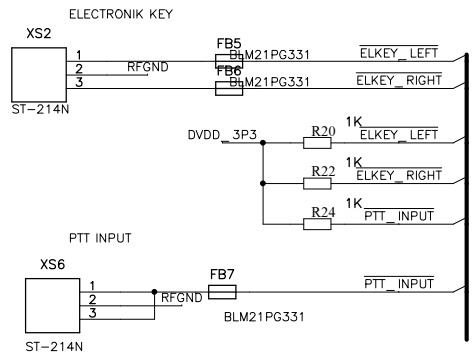 ELECTRONIK KEY
XS2
1
2
3
RFGND
ST-214N
FB5
BLM21PG331
FB6
BLM21PG331
ELKEY_LEFT
ELKEY_RIGHT
DVDD_3P3
R20
1K
ELKEY_LEFT
R22
1K
ELKEY_RIGHT
R24
1K
PTT_INPUT
PTT INPUT
XS6
1
2
3
RFGND
ST-214N
FB7
BLM21PG331
PTT_INPUT